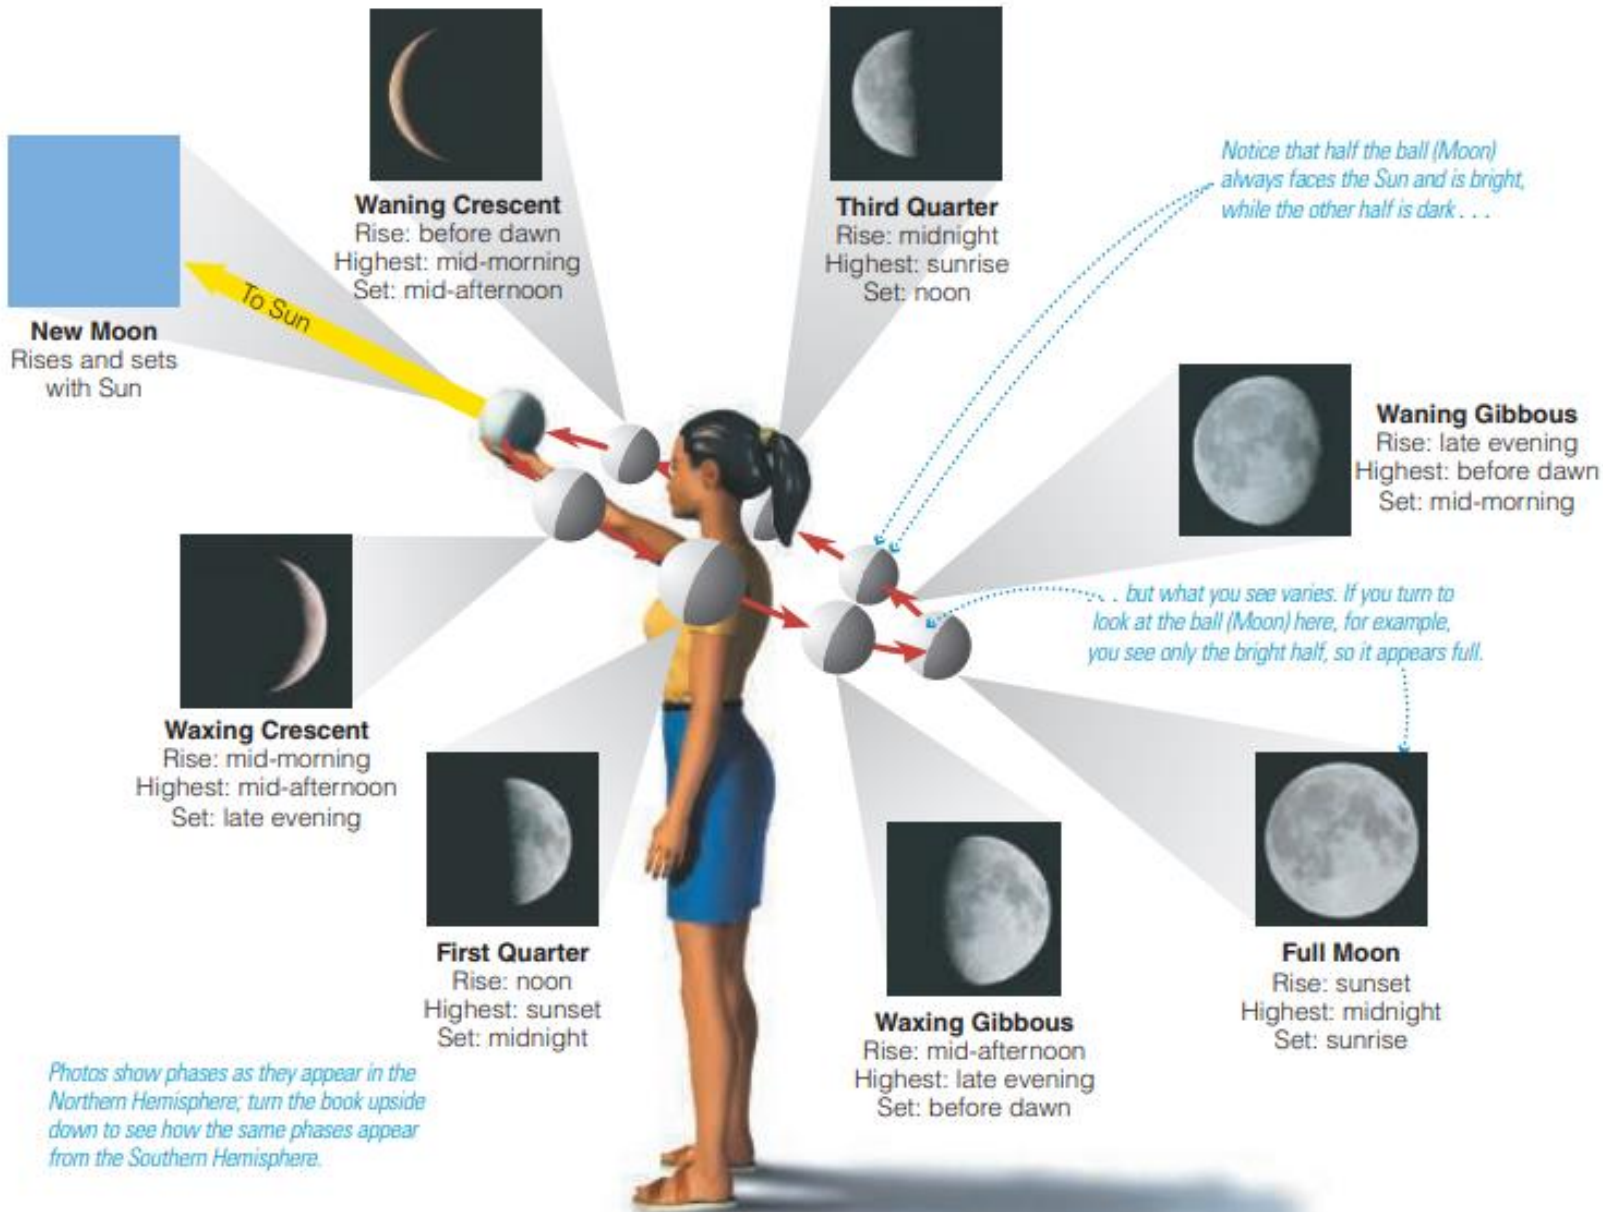 Waning Crescent
Rise: before dawn
Highest: mid-morning
Set: mid-afternoon
Third Quarter
Rise: midnight
Highest: sunrise
Set: noon
Notice that half the ball (Moon)
always faces the Sun and is bright,
while the other half is dark . . .
To Sun
New Moon
Rises and sets
with Sun
Waning Gibbous
Rise: late evening
Highest: before dawn
Set: mid-morning
. . . but what you see varies. If you turn to
look at the ball (Moon) here, for example,
you see only the bright half, so it appears full.
Waxing Crescent
Rise: mid-morning
Highest: mid-afternoon
Set: late evening
First Quarter
Rise: noon
Highest: sunset
Set: midnight
Waxing Gibbous
Rise: mid-afternoon
Highest: late evening
Set: before dawn
Full Moon
Rise: sunset
Highest: midnight
Set: sunrise
Photos show phases as they appear in the
Northern Hemisphere; turn the book upside
down to see how the same phases appear
from the Southern Hemisphere.